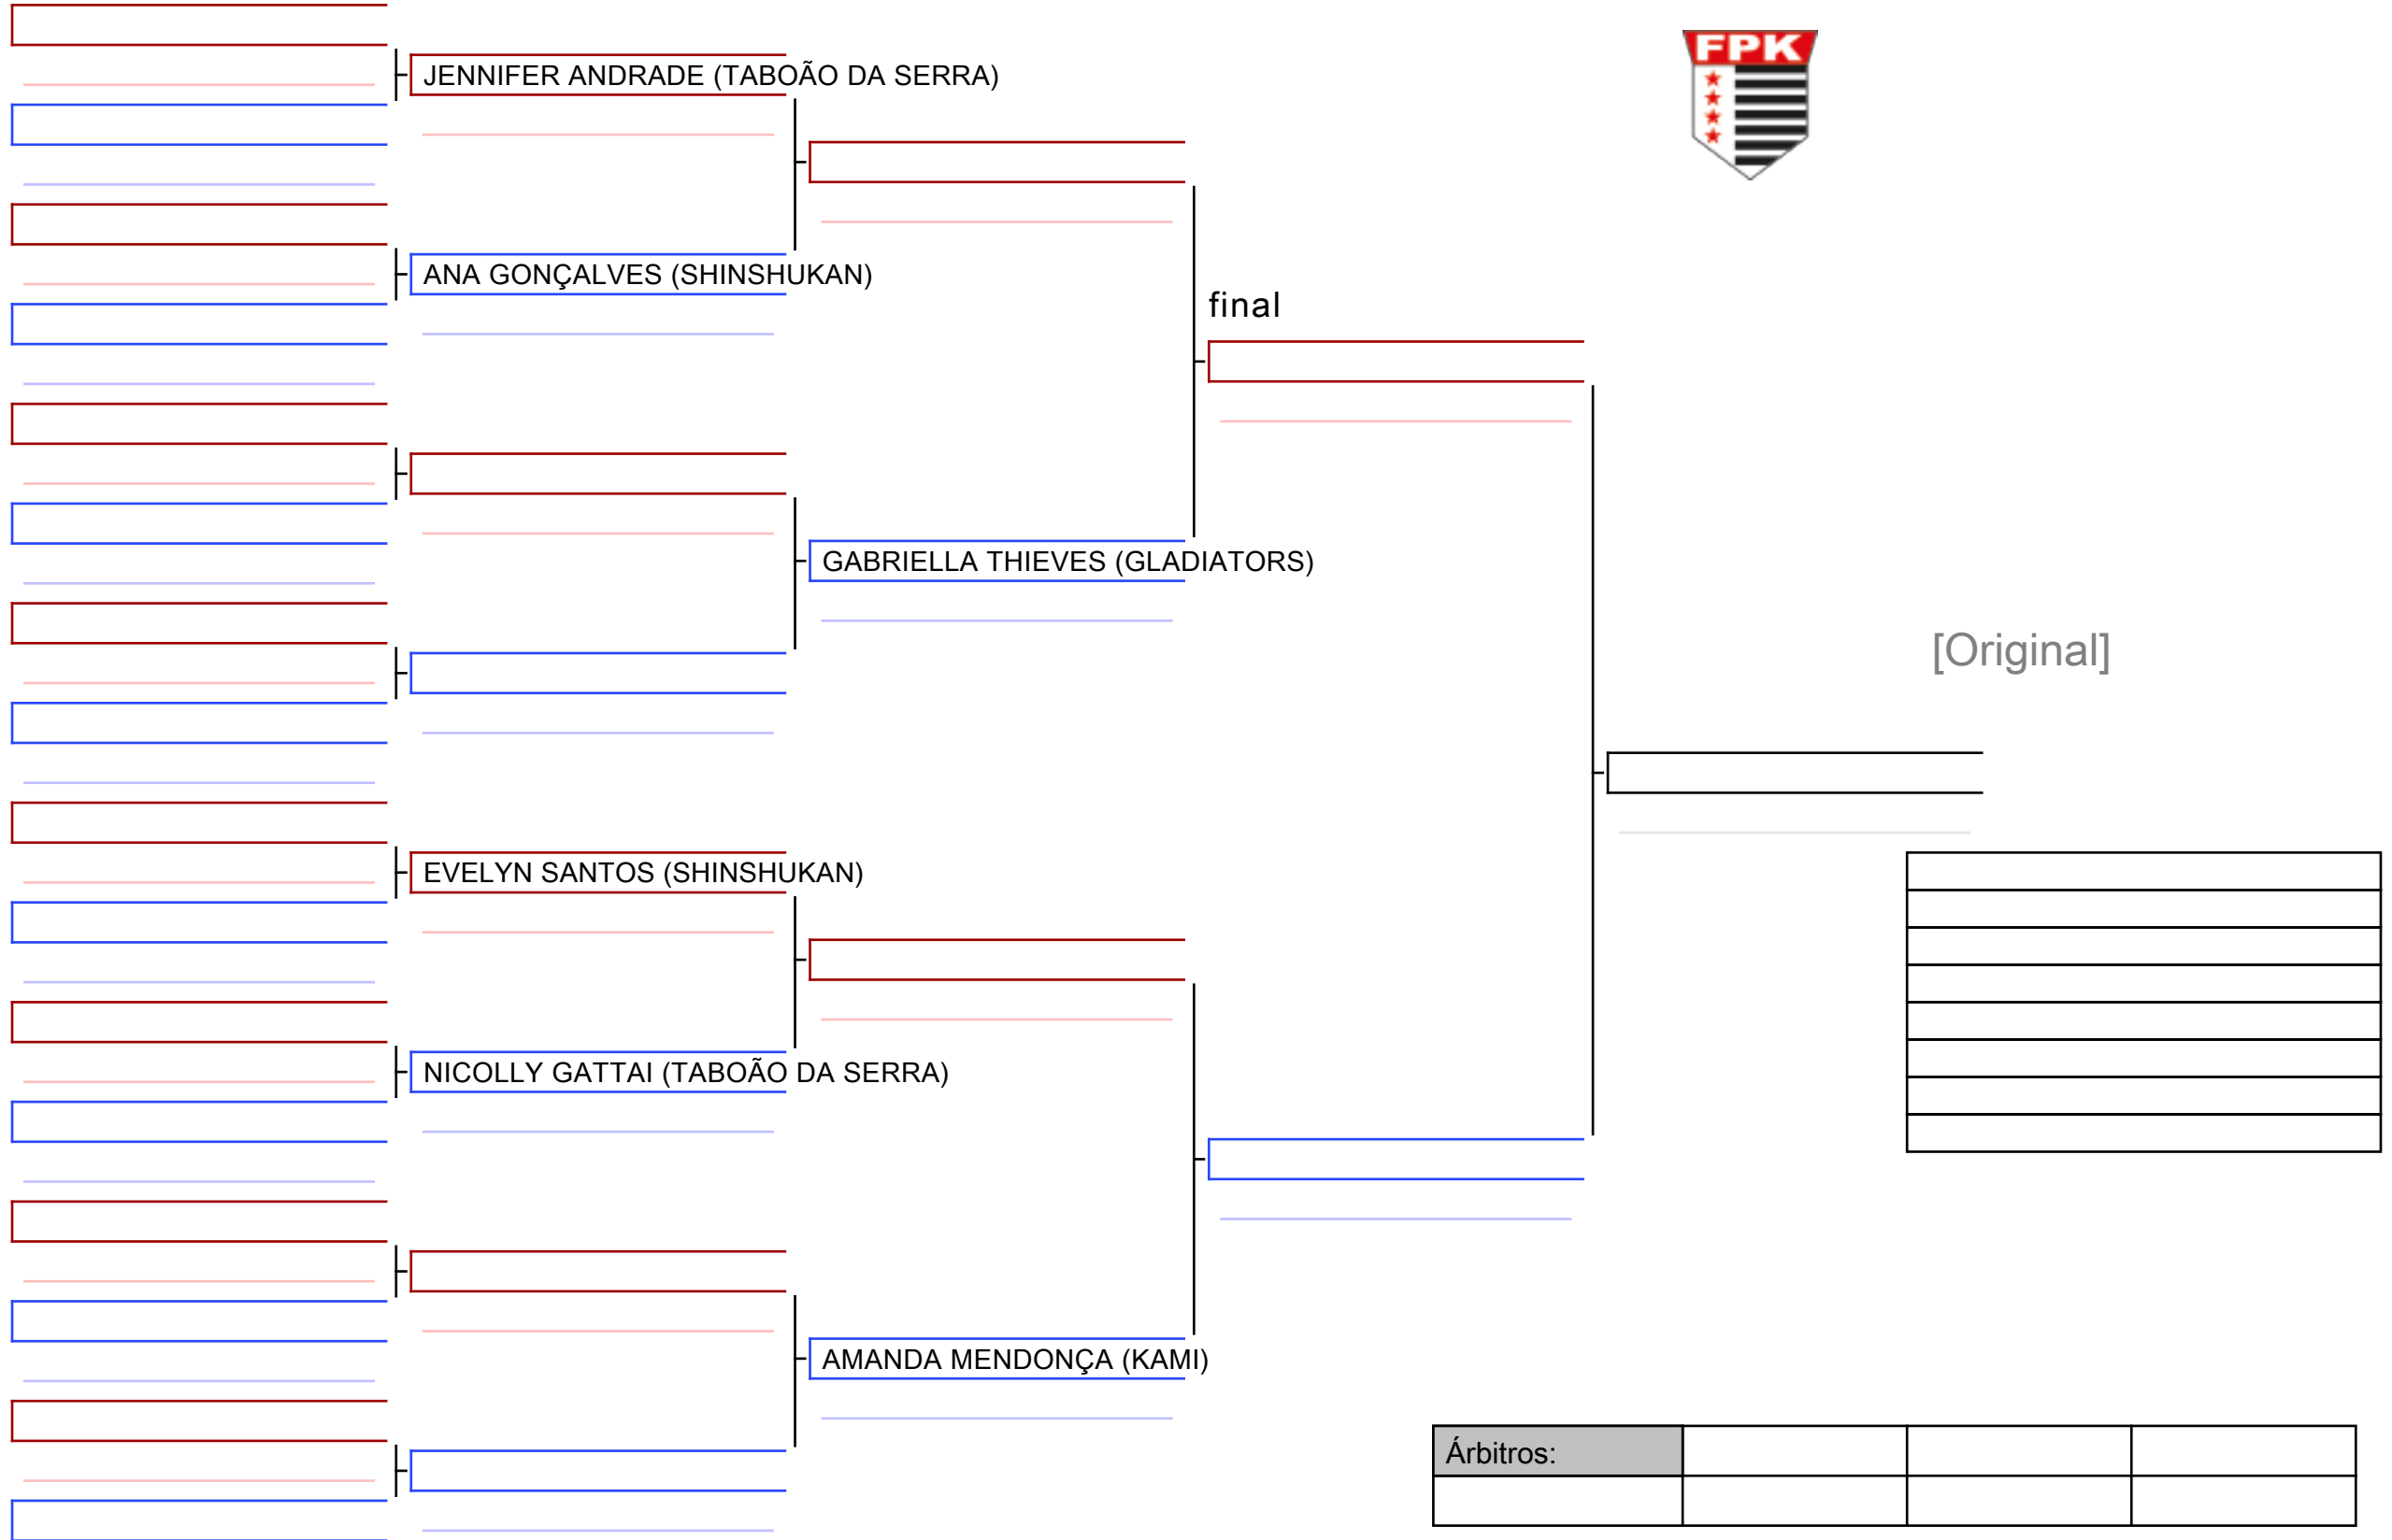 FPK
JENNIFER ANDRADE (TABOÃO DA SERRA)
ANA GONÇALVES (SHINSHUKAN)
final
GABRIELLA THIEVES (GLADIATORS)
[Original]
EVELYN SANTOS (SHINSHUKAN)
NICOLLY GATTAI (TABOÃO DA SERRA)
AMANDA MENDONÇA (KAMI)
Árbitros: